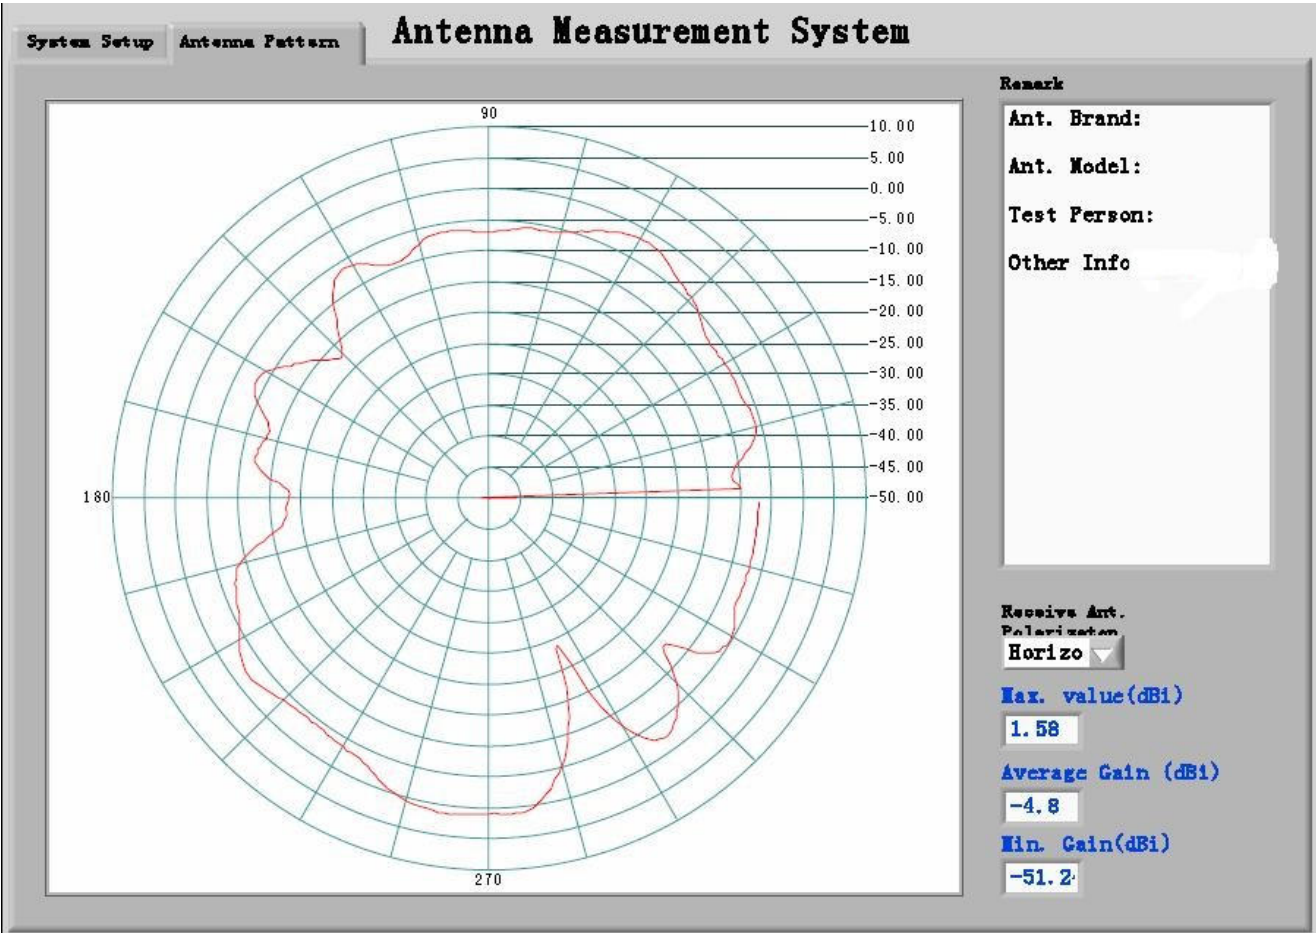 System Setup
Antenna Pattern
Antenna Measurement System
90
10.00
5.00
0.00
-5.00
-10.00
-15.00
-20.00
-25.00
-30.00
-35.00
-40.00
-45.00
-50.00
180
270
Remark
Ant. Brand:
Ant. Model:
Test Person:
Other Info
Receive Ant.
Polarizaton
Horizo
Max. value(dBi)
1.58
Average Gain (dBi)
-4.8
Min. Gain(dBi)
-51.2